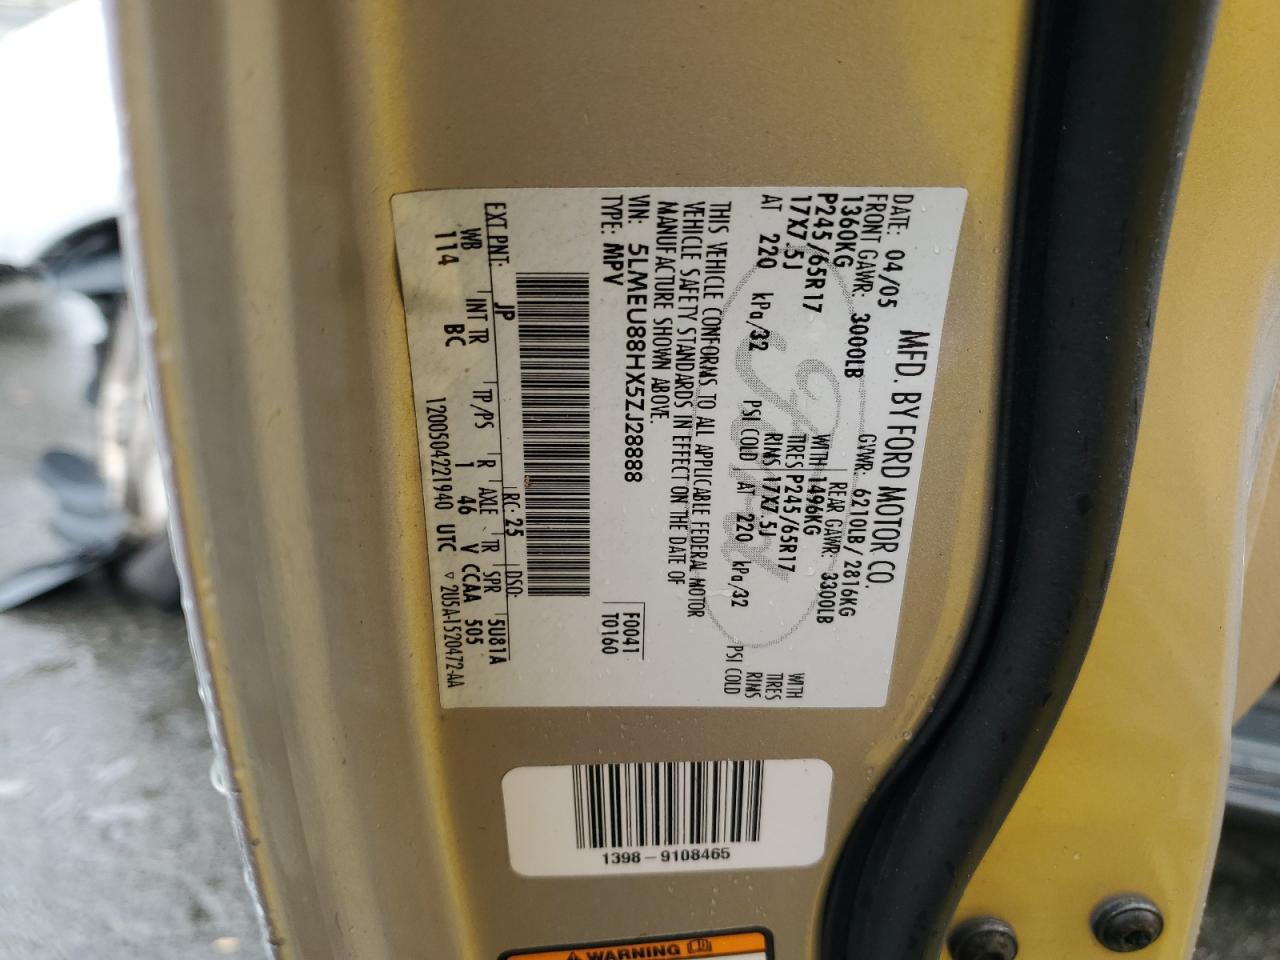 MFD. BY FORD MOTOR CO.
DATE: 04/05 GVWR: 6210LB/2816KG
FRONT GAWR: 3000LB REAR GAWR: 3300LB
1360KG WITH 1496KG WITH
P245/65R17 TIRES P245/65R17 TIRES
17X7.5J RIMS 17X7.5J RIMS
AT 220 kPa/32 PSI COLD AT 220 kPa/32 PSI COLD
THIS VEHICLE CONFORMS TO ALL APPLICABLE FEDERAL MOTOR
VEHICLE SAFETY STANDARDS IN EFFECT ON THE DATE OF
MANUFACTURE SHOWN ABOVE.
VIN: 5LMEU88HX5ZJ28888 F0041
TYPE: MPV T0160
EXT PNT: JP RC: 25 DSO:
WB INT TR TP/PS R AXLE TR SPR 5U81A
114 BC 1 46 V CCAA 505
120050422194​0 UTC ▽ 2U5A-1520472-AA
1398-9108465
WARNING